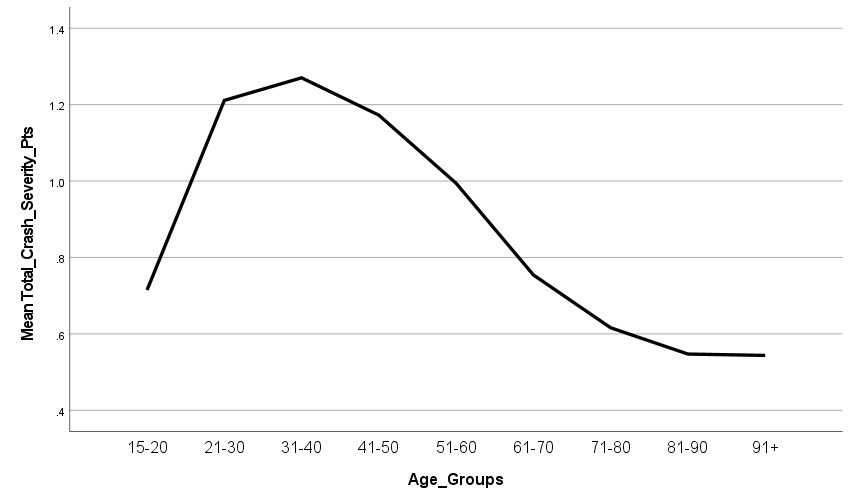 1.4
1.2
1.0
.8
.6
.4
Mean Total_Crash_Severity_Pts
15-20 21-30 31-40 41-50 51-60 61-70 71-80 81-90 91+
Age_Groups